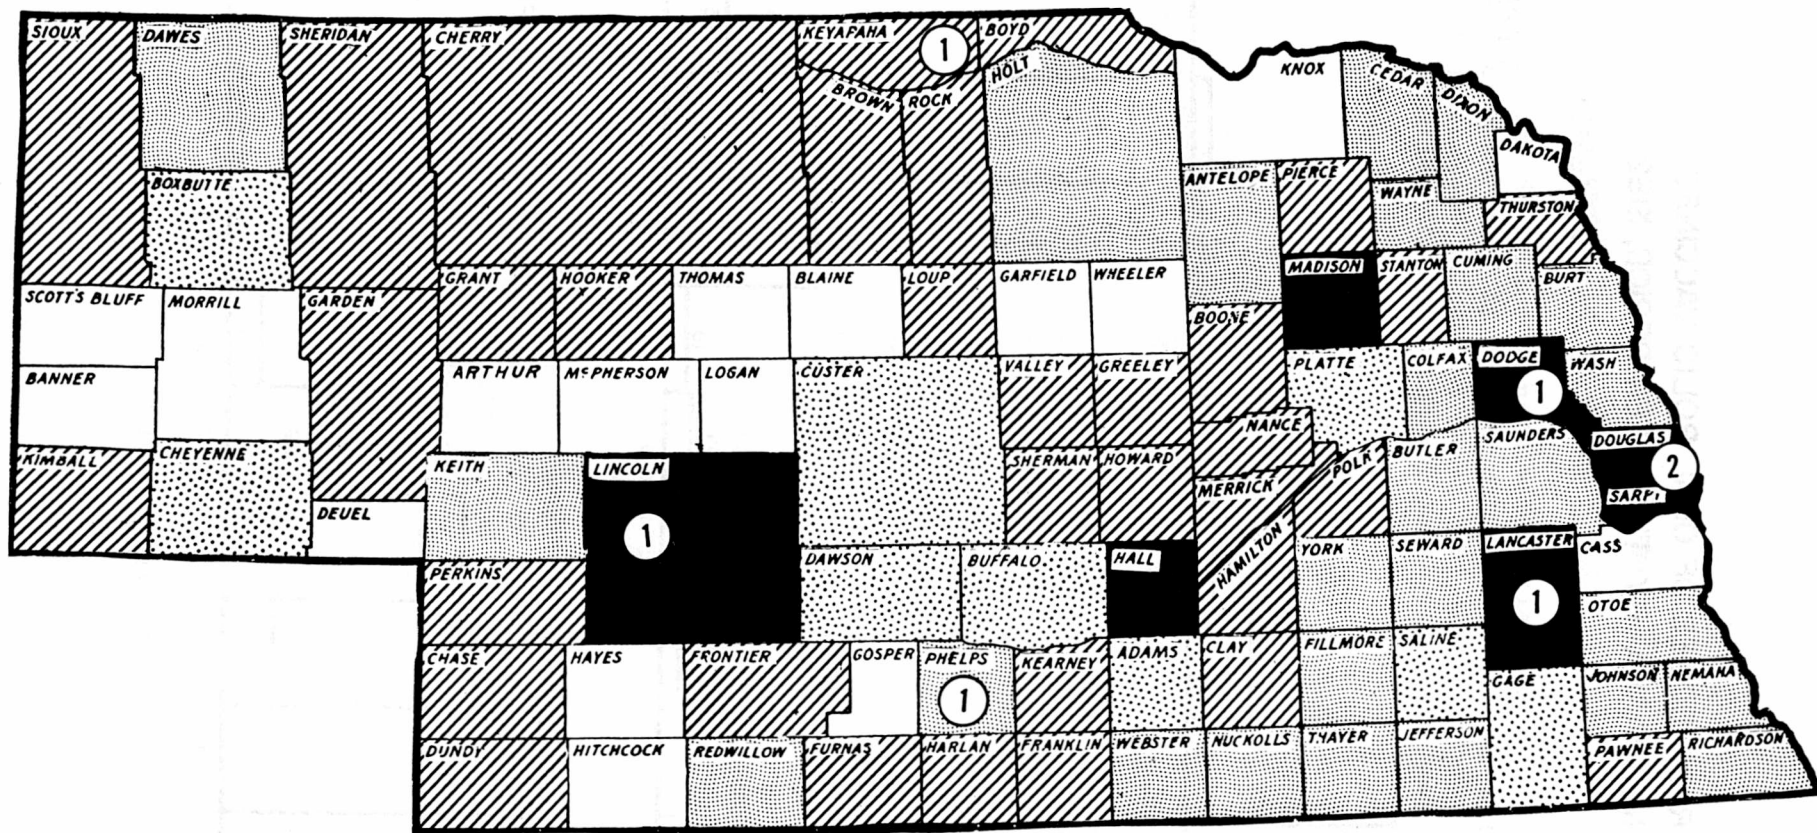 SIOUX
DAWES
SHERIDAN
CHERRY
KEYAPAHA
1
BOYD
HOLT
KNOX
CEDAR
DIXON
DAKOTA
BROWN
ROCK
BOXBUTTE
ANTELOPE
PIERCE
WAYNE
THURSTON
SCOTT'S BLUFF
MORRILL
GARDEN
GRANT
HOOKER
THOMAS
BLAINE
LOUP
GARFIELD
WHEELER
BOONE
MADISON
STANTON
CUMING
BURT
BANNER
ARTHUR
McPHERSON
LOGAN
CUSTER
VALLEY
GREELEY
PLATTE
COLFAX
DODGE
1
WASH
NANCE
KIMBALL
CHEYENNE
KEITH
LINCOLN
1
SHERMAN
HOWARD
MERRICK
POLK
BUTLER
SAUNDERS
DOUGLAS
2
SARPY
DEUEL
PERKINS
DAWSON
BUFFALO
HALL
HAMILTON
YORK
SEWARD
LANCASTER
1
CASS
OTOE
CHASE
HAYES
FRONTIER
GOSPER
PHELPS
1
KEARNEY
ADAMS
CLAY
FILLMORE
SALINE
GAGE
JOHNSON
NEMAHA
DUNDY
HITCHCOCK
REDWILLOW
FURNAS
HARLAN
FRANKLIN
WEBSTER
NUCKOLLS
THAYER
JEFFERSON
PAWNEE
RICHARDSON